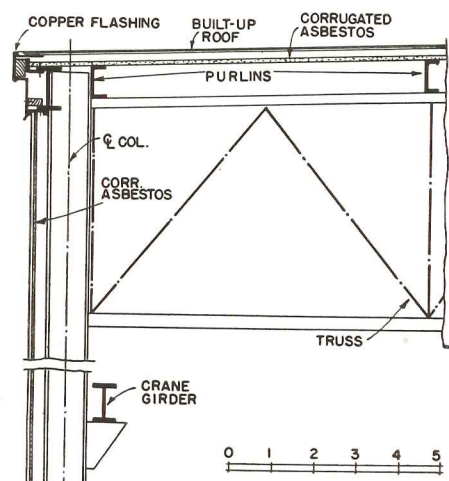 COPPER FLASHING
BUILT-UP
ROOF
CORRUGATED
ASBESTOS
PURLINS
℄ COL.
CORR.
ASBESTOS
TRUSS
CRANE
GIRDER
0 1 2 3 4 5